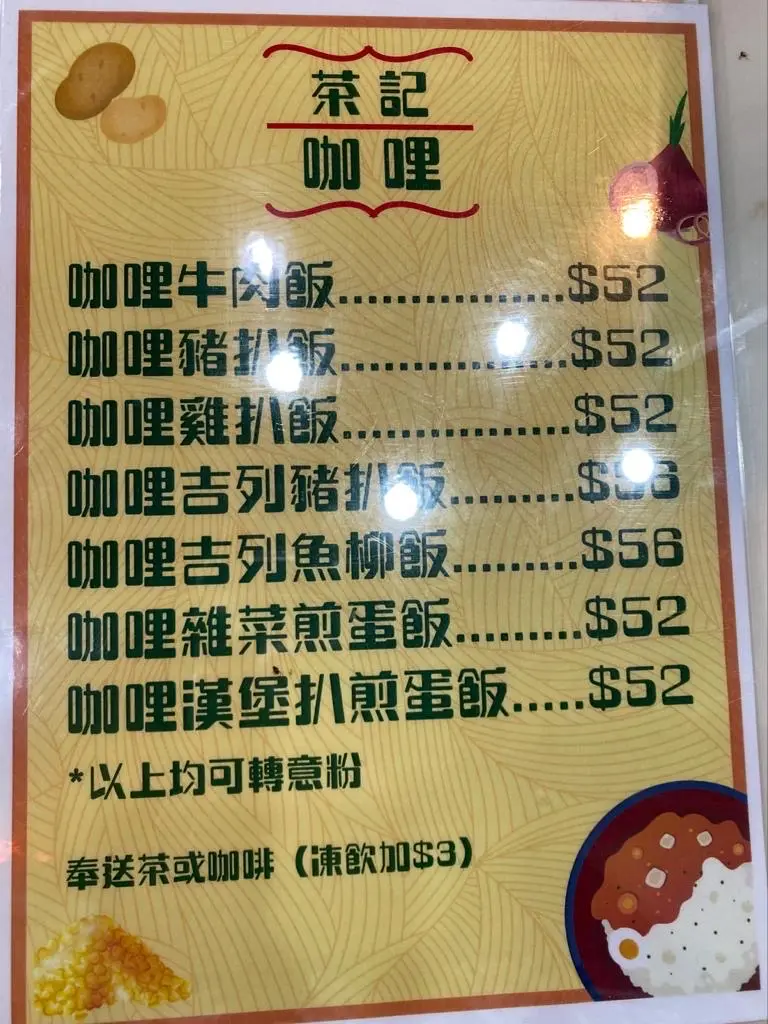 茶記
咖哩
咖哩牛肉飯................$52
咖哩豬扒飯................$52
咖哩雞扒飯................$52
咖哩吉列豬扒飯.........$56
咖哩吉列魚柳飯.........$56
咖哩雜菜煎蛋飯.........$52
咖哩漢堡扒煎蛋飯.....$52
*以上均可轉意粉
奉送茶或咖啡（凍飲加$3）